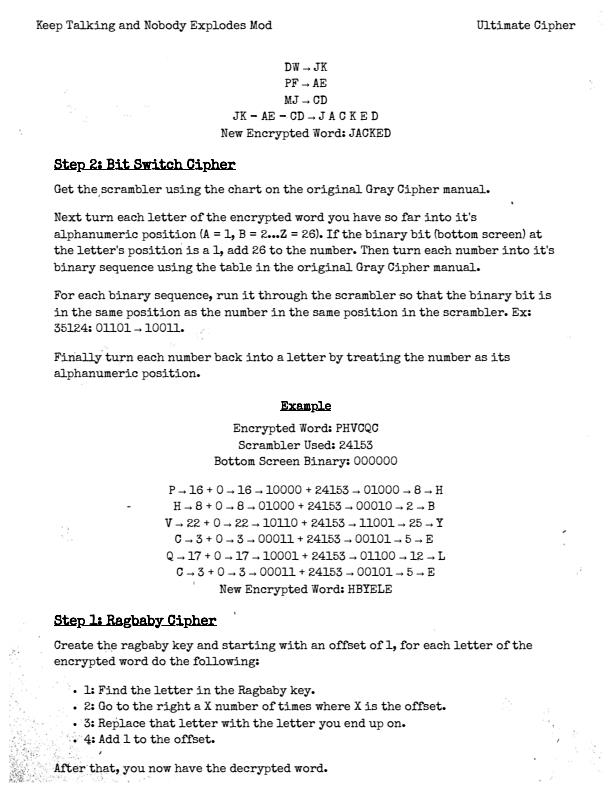 Keep Talking and Nobody Explodes Mod
Ultimate Cipher
DW → JK
PF → AE
MJ → CD
JK - AE - CD → J A C K E D
New Encrypted Word: JACKED
Step 2: Bit Switch Cipher
Get the scrambler using the chart on the original Gray Cipher manual.
Next turn each letter of the encrypted word you have so far into it's
alphanumeric position (A = 1, B = 2...Z = 26). If the binary bit (bottom screen) at
the letter's position is a 1, add 26 to the number. Then turn each number into it's
binary sequence using the table in the original Gray Cipher manual.
For each binary sequence, run it through the scrambler so that the binary bit is
in the same position as the number in the same position in the scrambler. Ex:
35124: 01101 → 10011.
Finally turn each number back into a letter by treating the number as its
alphanumeric position.
Example
Encrypted Word: PHVCQC
Scrambler Used: 24153
Bottom Screen Binary: 000000
P → 16 + 0 → 16 → 10000 + 24153 → 01000 → 8 → H
H → 8 + 0 → 8 → 01000 + 24153 → 00010 → 2 → B
V → 22 + 0 → 22 → 10110 + 24153 → 11001 → 25 → Y
C → 3 + 0 → 3 → 00011 + 24153 → 00101 → 5 → E
Q → 17 + 0 → 17 → 10001 + 24153 → 01100 → 12 → L
C → 3 + 0 → 3 → 00011 + 24153 → 00101 → 5 → E
New Encrypted Word: HBYELE
Step 1: Ragbaby Cipher
Create the ragbaby key and starting with an offset of 1, for each letter of the
encrypted word do the following:
• 1: Find the letter in the Ragbaby key.
• 2: Go to the right a X number of times where X is the offset.
• 3: Replace that letter with the letter you end up on.
• 4: Add 1 to the offset.
After that, you now have the decrypted word.